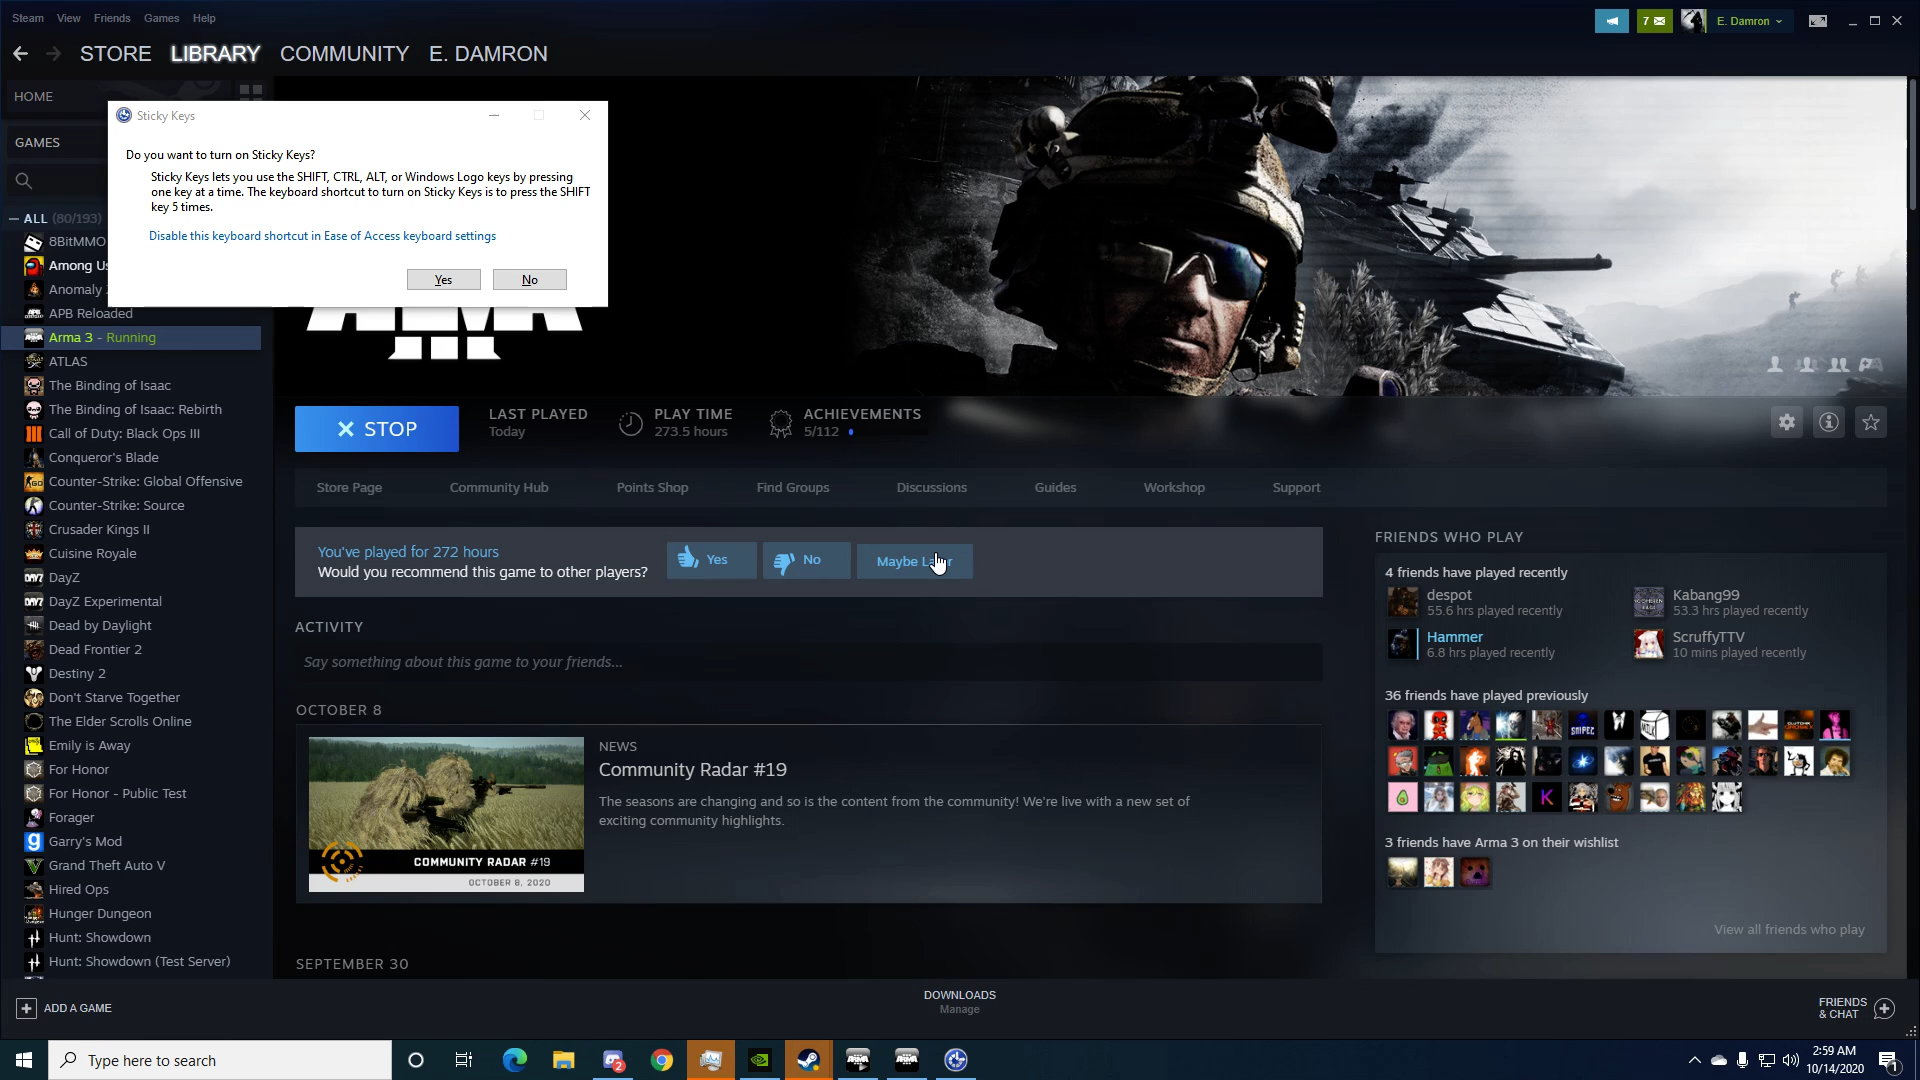 Steam View Friends Games Help
7
E. Damron
STORE LIBRARY COMMUNITY E. DAMRON
HOME
GAMES
ALL (80/193)
8BitMMO
Among Us
Anomaly
APB Reloaded
Arma 3 - Running
ATLAS
The Binding of Isaac
The Binding of Isaac: Rebirth
Call of Duty: Black Ops III
Conqueror's Blade
Counter-Strike: Global Offensive
Counter-Strike: Source
Crusader Kings II
Cuisine Royale
DayZ
DayZ Experimental
Dead by Daylight
Dead Frontier 2
Destiny 2
Don't Starve Together
The Elder Scrolls Online
Emily is Away
For Honor
For Honor - Public Test
Forager
Garry's Mod
Grand Theft Auto V
Hired Ops
Hunger Dungeon
Hunt: Showdown
Hunt: Showdown (Test Server)
Sticky Keys
Do you want to turn on Sticky Keys?
Sticky Keys lets you use the SHIFT, CTRL, ALT, or Windows Logo keys by pressing
one key at a time. The keyboard shortcut to turn on Sticky Keys is to press the SHIFT
key 5 times.
Disable this keyboard shortcut in Ease of Access keyboard settings
Yes No
STOP
LAST PLAYED
Today
PLAY TIME
273.5 hours
ACHIEVEMENTS
5/112
Store Page Community Hub Points Shop Find Groups Discussions Guides Workshop Support
You've played for 272 hours
Would you recommend this game to other players?
Yes No Maybe
ACTIVITY
Say something about this game to your friends...
OCTOBER 8
COMMUNITY RADAR #19
OCTOBER 8, 2020
NEWS
Community Radar #19
The seasons are changing and so is the content from the community! We're live with a new set of
exciting community highlights.
SEPTEMBER 30
FRIENDS WHO PLAY
4 friends have played recently
despot
55.6 hrs played recently
Kabang99
53.3 hrs played recently
Hammer
6.8 hrs played recently
ScruffyTTV
10 mins played recently
36 friends have played previously
3 friends have Arma 3 on their wishlist
View all friends who play
ADD A GAME
DOWNLOADS
Manage
FRIENDS
& CHAT
Type here to search
2
2:59 AM
10/14/2020
1